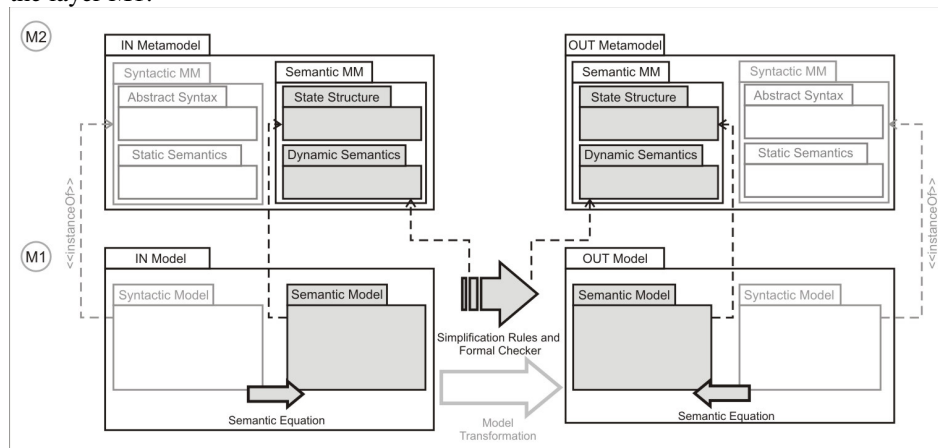 the layer M1.
M2
IN Metamodel
OUT Metamodel
Syntactic MM
Semantic MM
Semantic MM
Syntactic MM
Abstract Syntax
State Structure
State Structure
Abstract Syntax
Static Semantics
Dynamic Semantics
Dynamic Semantics
Static Semantics
<<instanceOf>>
<<instanceOf>>
M1
IN Model
OUT Model
Syntactic Model
Semantic Model
Semantic Model
Syntactic Model
Simplification Rules and
Formal Checker
Semantic Equation
Model
Transformation
Semantic Equation